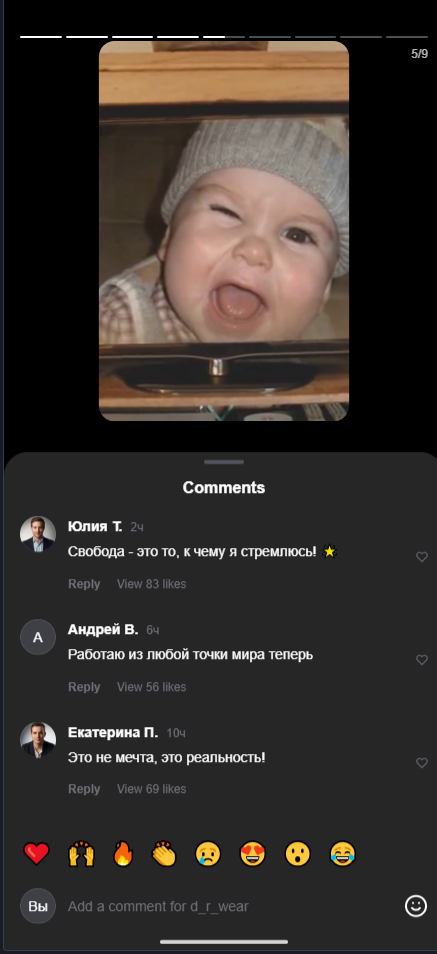 5/9
Comments
Юлия Т. 2ч
Свобода - это то, к чему я стремлюсь! 🌟
Reply View 83 likes
А
Андрей В. 6ч
Работаю из любой точки мира теперь
Reply View 56 likes
Екатерина П. 10ч
Это не мечта, это реальность!
Reply View 69 likes
Вы
Add a comment for d_r_wear